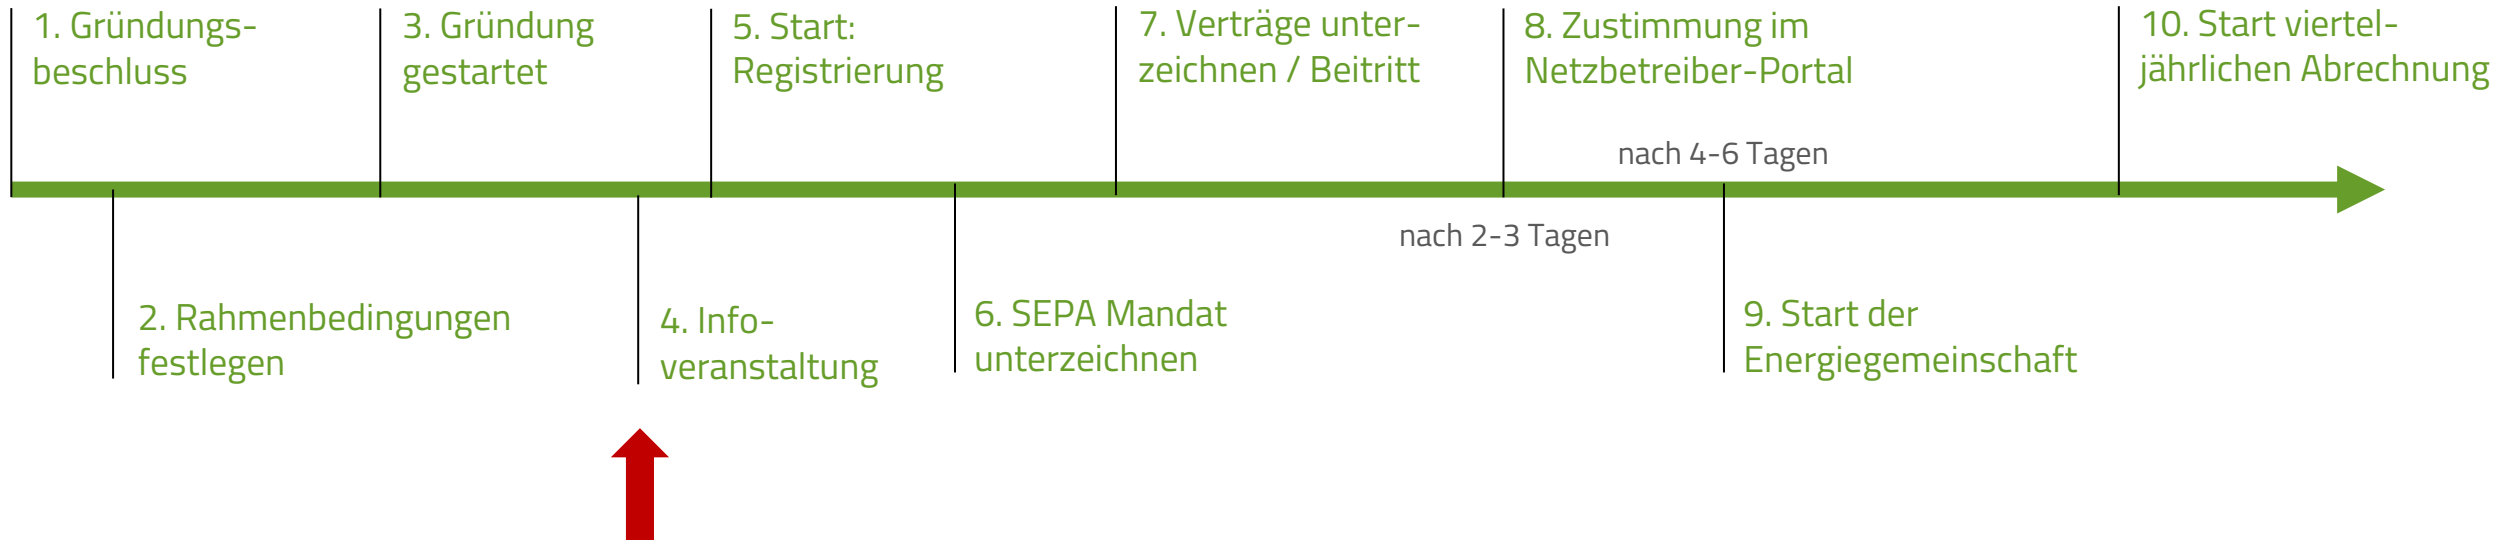 1. Gründungs-
beschluss
3. Gründung
gestartet
5. Start:
Registrierung
7. Verträge unter-
zeichnen / Beitritt
8. Zustimmung im
Netzbetreiber-Portal
10. Start viertel-
jährlichen Abrechnung
nach 4-6 Tagen
nach 2-3 Tagen
2. Rahmenbedingungen
festlegen
4. Info-
veranstaltung
6. SEPA Mandat
unterzeichnen
9. Start der
Energiegemeinschaft